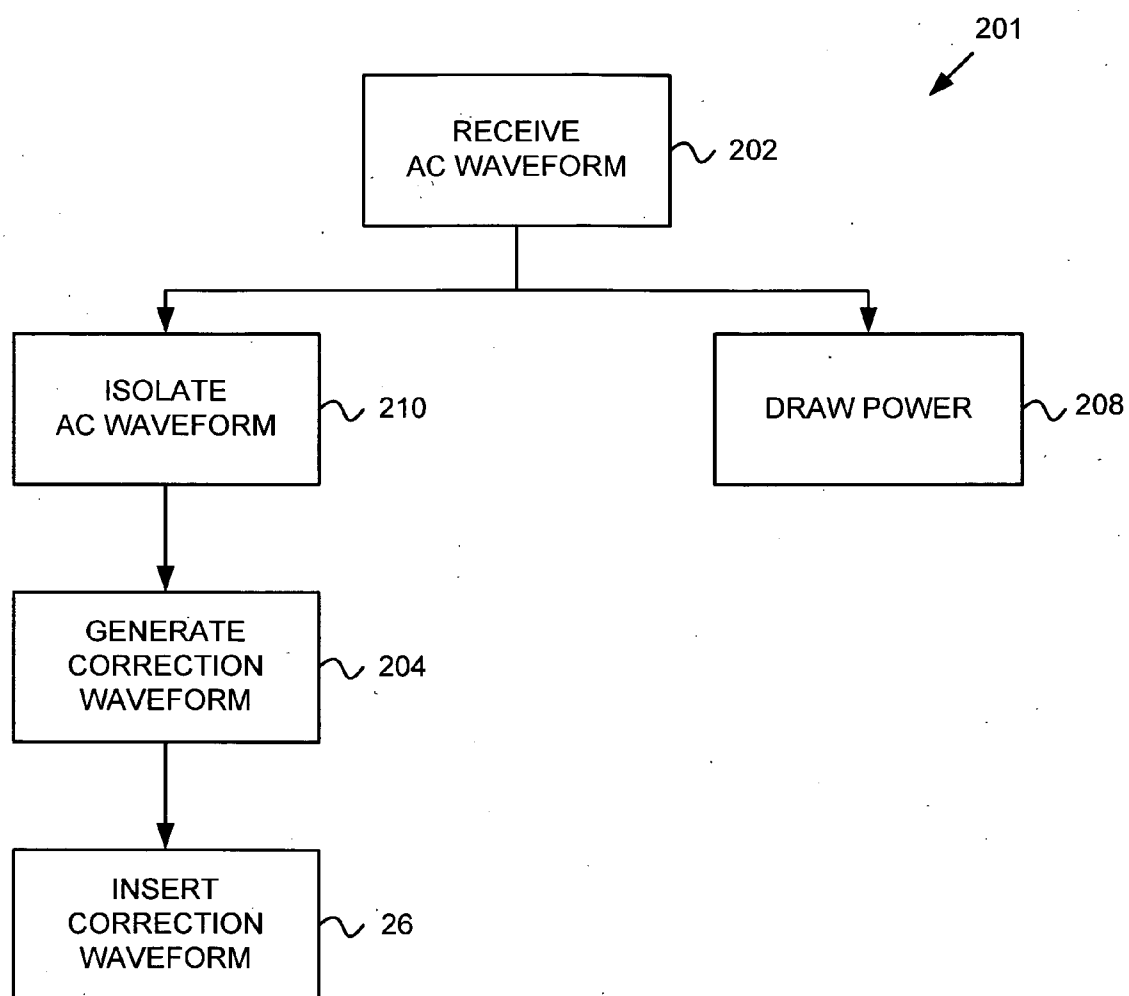 201
RECEIVE
AC WAVEFORM
202
ISOLATE
AC WAVEFORM
210
DRAW POWER
208
GENERATE
CORRECTION
WAVEFORM
204
INSERT
CORRECTION
WAVEFORM
26